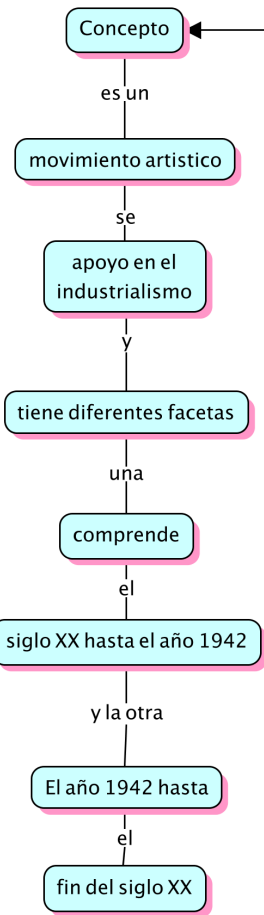 Concepto
es un
movimiento artistico
se
apoyo en el
industrialismo
y
tiene diferentes facetas
una
comprende
el
siglo XX hasta el año 1942
y la otra
El año 1942 hasta
el
fin del siglo XX